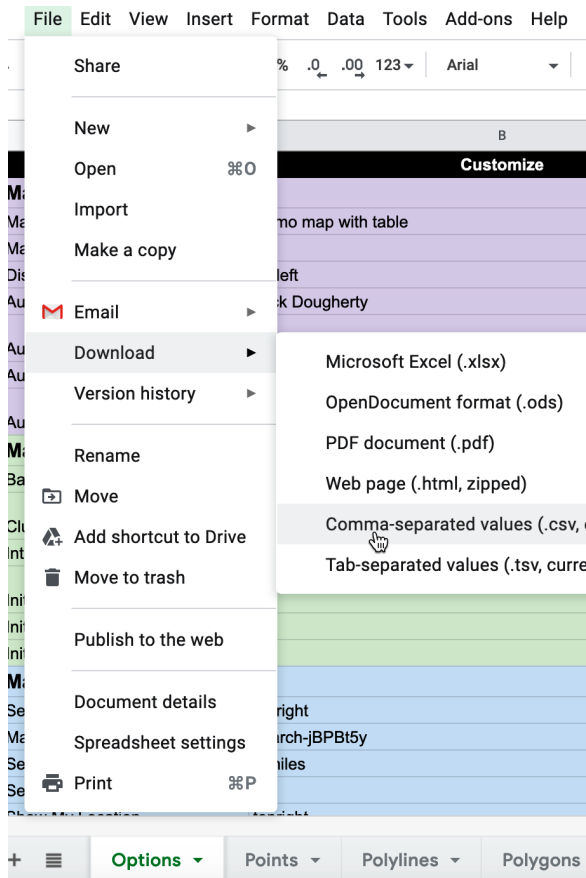 File Edit View Insert Format Data Tools Add-ons Help
Share
% .0 .00 123 Arial
New
B
Open ⌘O
Customize
Import
mo map with table
Make a copy
left
k Dougherty
Email
Download
Microsoft Excel (.xlsx)
Version history
OpenDocument format (.ods)
PDF document (.pdf)
Rename
Web page (.html, zipped)
Move
Comma-separated values (.csv,
Add shortcut to Drive
Tab-separated values (.tsv, curre
Move to trash
Publish to the web
Document details
right
arch-jBPBt5y
Spreadsheet settings
miles
Print ⌘P
Options Points Polylines Polygons